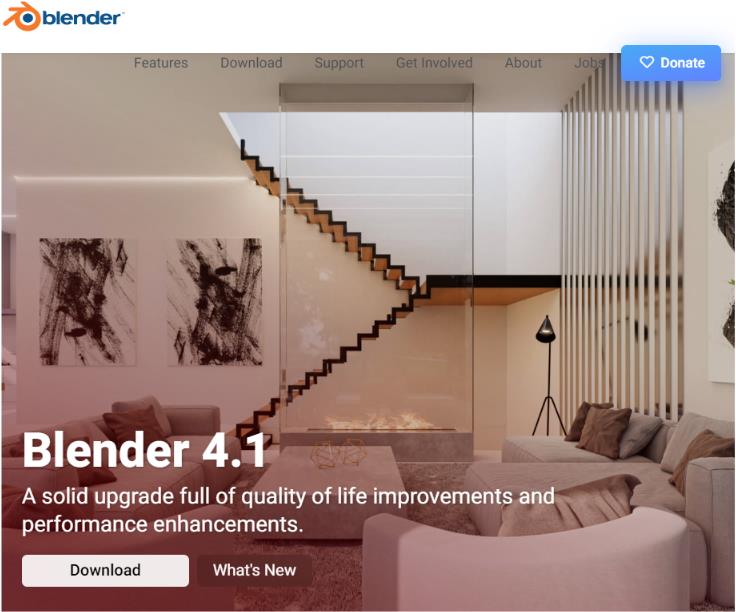 blender
Features Download Support Get Involved About Jobs Donate
Blender 4.1
A solid upgrade full of quality of life improvements and
performance enhancements.
Download What's New